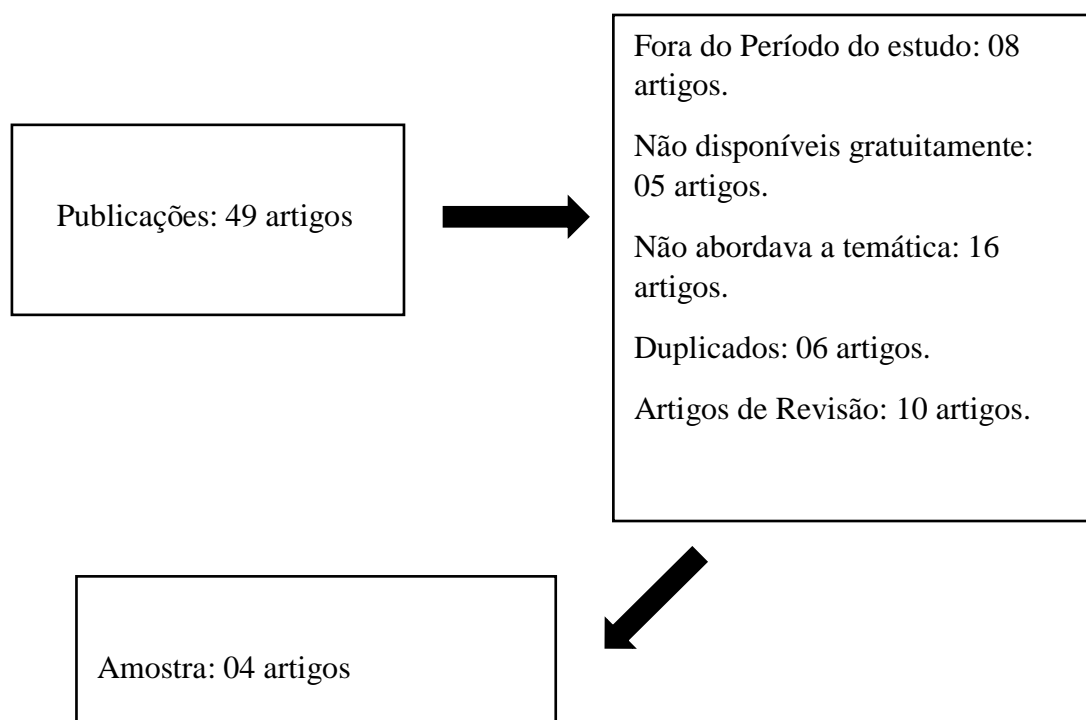 Publicações: 49 artigos
Fora do Período do estudo: 08
artigos.
Não disponíveis gratuitamente:
05 artigos.
Não abordava a temática: 16
artigos.
Duplicados: 06 artigos.
Artigos de Revisão: 10 artigos.
Amostra: 04 artigos